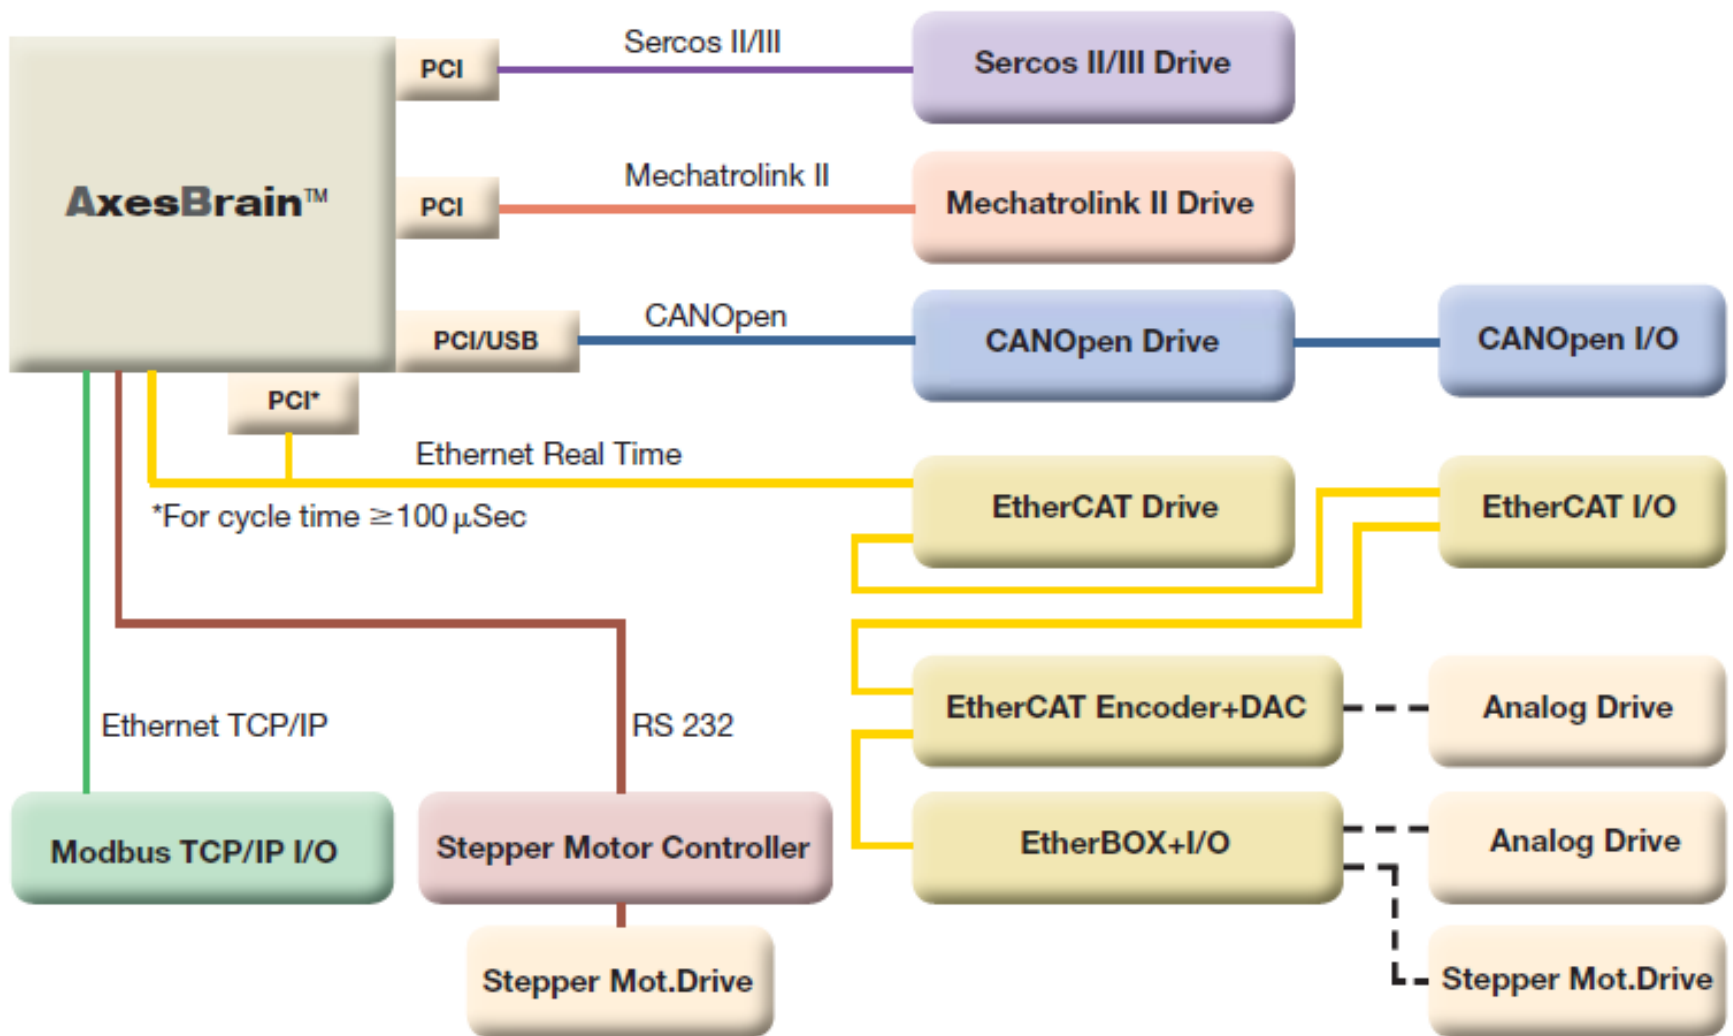 Sercos II/III
PCI
Sercos II/III Drive
AxesBrain™
Mechatrolink II
PCI
Mechatrolink II Drive
CANOpen
PCI/USB
CANOpen Drive
CANOpen I/O
PCI*
Ethernet Real Time
*For cycle time ≥100 μSec
EtherCAT Drive
EtherCAT I/O
Ethernet TCP/IP
RS 232
EtherCAT Encoder+DAC
Analog Drive
Modbus TCP/IP I/O
Stepper Motor Controller
EtherBOX+I/O
Analog Drive
Stepper Mot.Drive
Stepper Mot.Drive